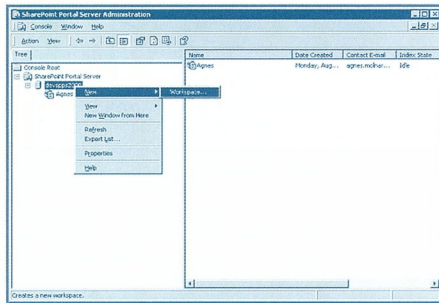 SharePoint Portal Server Administration
Console Window Help
Action View
Tree
Name Date Created Contact E-mail Index State
Console Root
SharePoint Portal Server
Agnes
Agnes Monday, Aug... agnes.molnar... Idle
New Workspace...
View
New Window from Here
Refresh
Export List...
Properties
Help
Creates a new workspace.